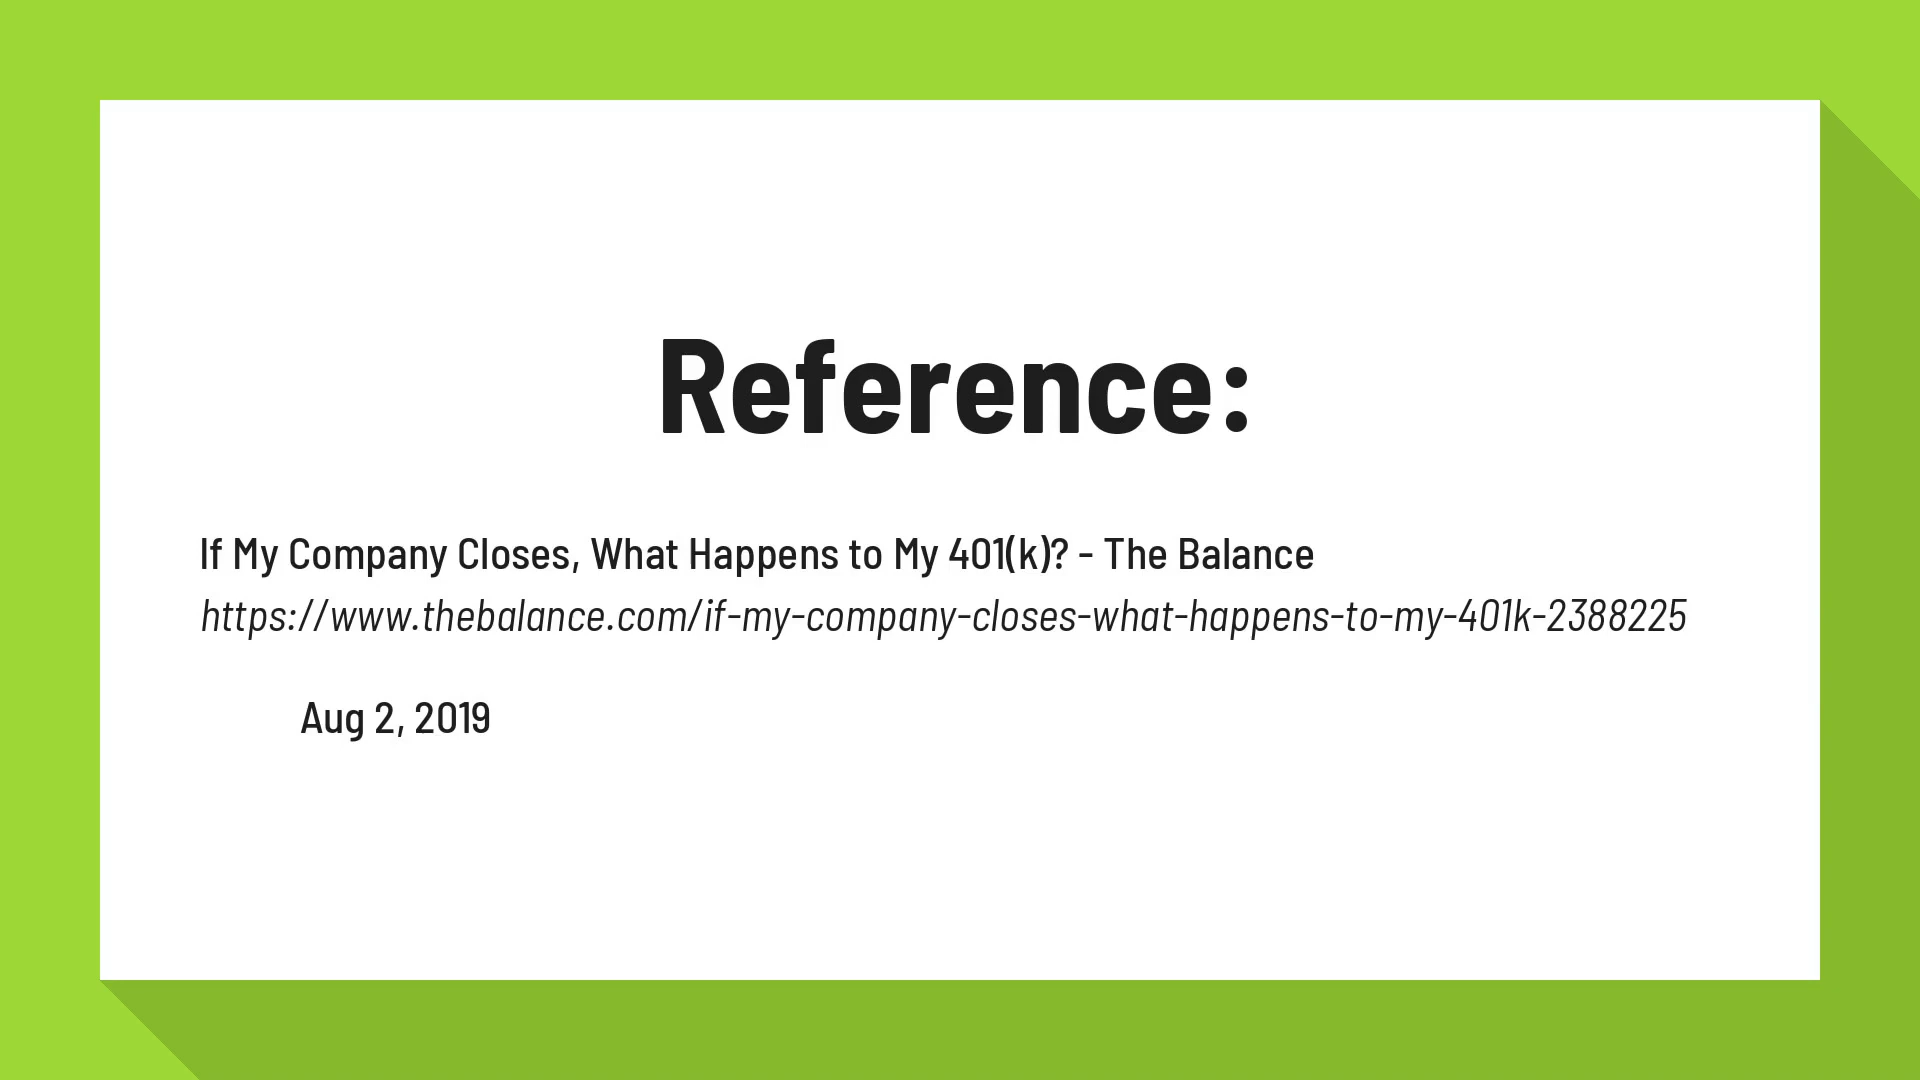 Reference:
If My Company Closes, What Happens to My 401(k)? - The Balance
https://www.thebalance.com/if-my-company-closes-what-happens-to-my-401k-2388225
Aug 2, 2019